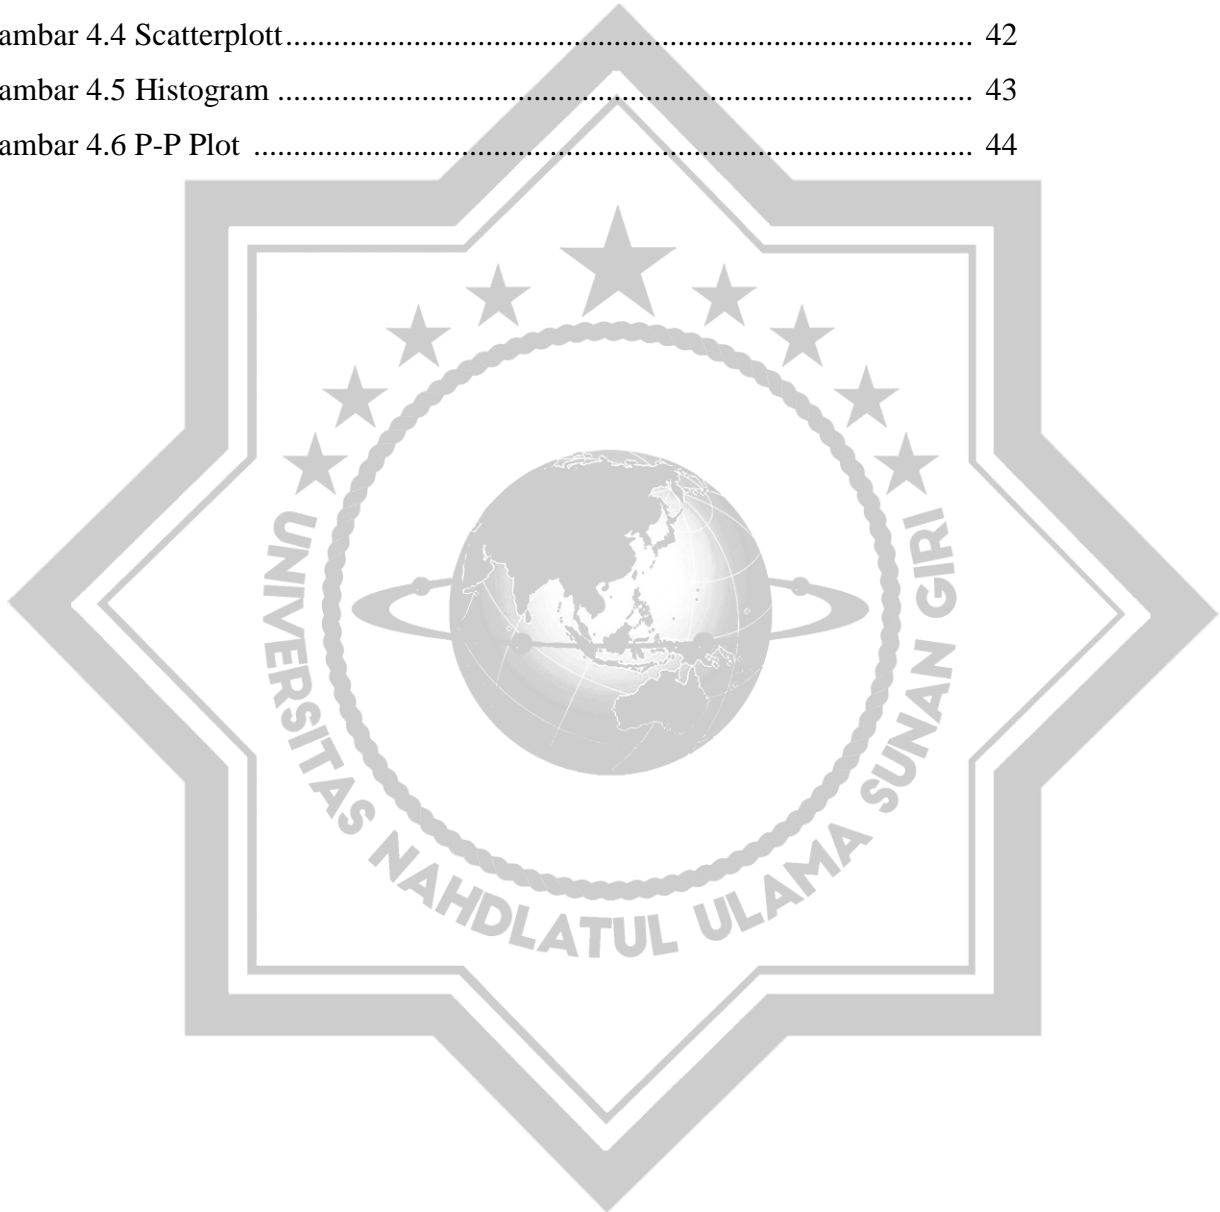 ambar 4.4 Scatterplott.................................................................................... 42
ambar 4.5 Histogram ..................................................................................... 43
ambar 4.6 P-P Plot ........................................................................................ 44
UNIVERSITAS NAHDLATUL ULAMA SUNAN GIRI